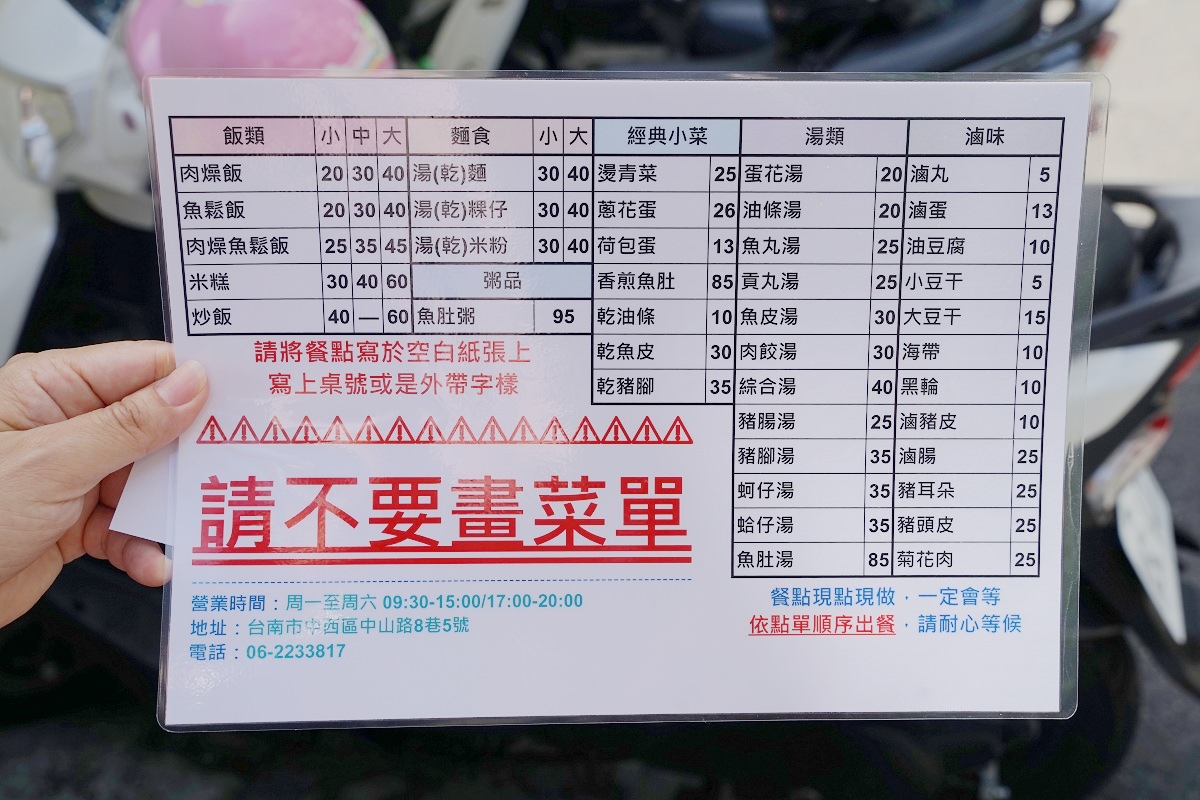 飯類 小 中 大 麵食 小 大 經典小菜 湯類 滷味
肉燥飯 20 30 40 湯(乾)麵 30 40 燙青菜 25 蛋花湯 20 滷丸 5
魚鬆飯 20 30 40 湯(乾)粿仔 30 40 蔥花蛋 26 油條湯 20 滷蛋 13
肉燥魚鬆飯 25 35 45 湯(乾)米粉 30 40 荷包蛋 13 魚丸湯 25 油豆腐 10
米糕 30 40 60 粥品 香煎魚肚 85 貢丸湯 25 小豆干 5
炒飯 40 — 60 魚肚粥 95 乾油條 10 魚皮湯 30 大豆干 15
乾魚皮 30 肉餃湯 30 海帶 10
乾豬腳 35 綜合湯 40 黑輪 10
豬腸湯 25 滷豬皮 10
豬腳湯 35 滷腸 25
蚵仔湯 35 豬耳朵 25
蛤仔湯 35 豬頭皮 25
魚肚湯 85 菊花肉 25
請將餐點寫於空白紙張上
寫上桌號或是外帶字樣
請不要畫菜單
營業時間：周一至周六 09:30-15:00/17:00-20:00
地址：台南市中西區中山路8巷5號
電話：06-2233817
餐點現點現做，一定會等
依點單順序出餐，請耐心等候